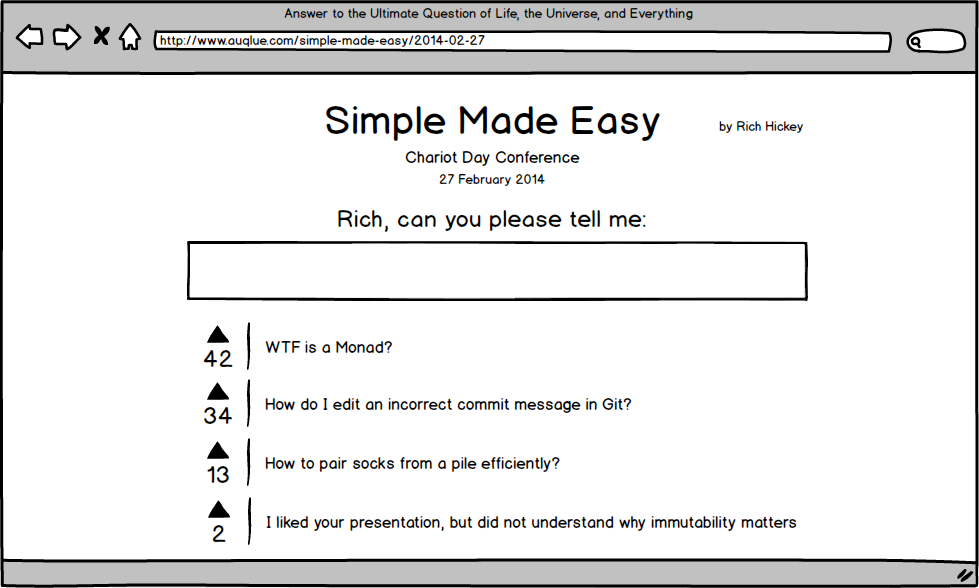 Answer to the Ultimate Question of Life, the Universe, and Everything
http://www.auqlue.com/simple-made-easy/2014-02-27
Simple Made Easy
by Rich Hickey
Chariot Day Conference
27 February 2014
Rich, can you please tell me:
42
WTF is a Monad?
34
How do I edit an incorrect commit message in Git?
13
How to pair socks from a pile efficiently?
2
I liked your presentation, but did not understand why immutability matters